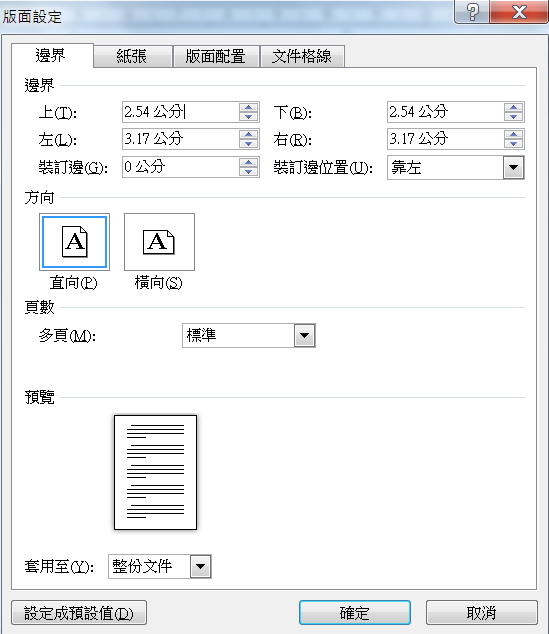 版面設定
邊界 紙張 版面配置 文件格線
邊界
上(T): 2.54 公分 下(B): 2.54 公分
左(L): 3.17 公分 右(R): 3.17 公分
裝訂邊(G): 0 公分 裝訂邊位置(U): 靠左
方向
A A
直向(P) 橫向(S)
頁數
多頁(M): 標準
預覽
套用至(Y): 整份文件
設定成預設值(D) 確定 取消